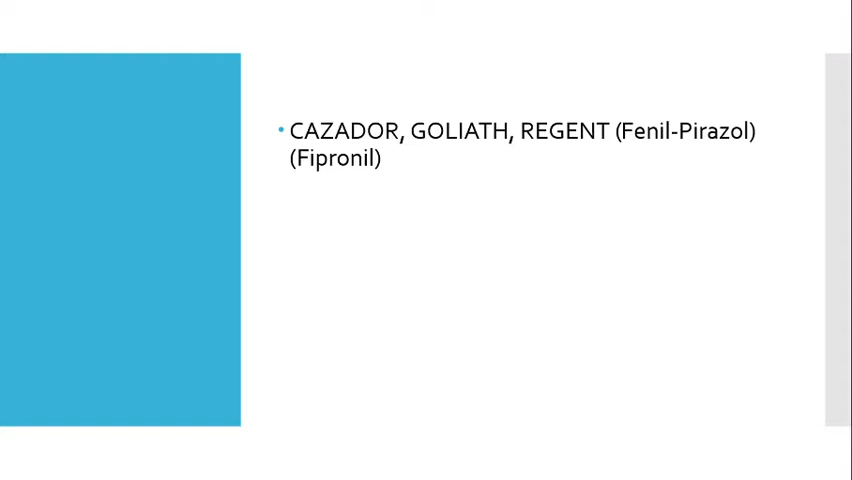 • CAZADOR, GOLIATH, REGENT (Fenil-Pirazol)
(Fipronil)